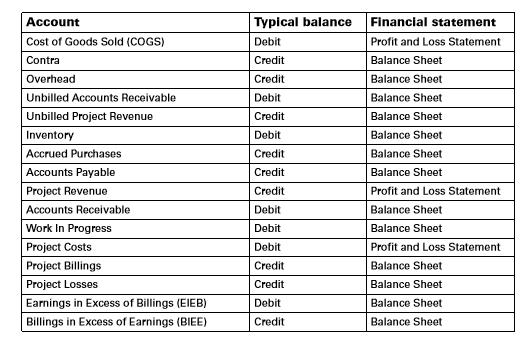 Account Typical balance Financial statement
Cost of Goods Sold (COGS) Debit Profit and Loss Statement
Contra Credit Balance Sheet
Overhead Credit Balance Sheet
Unbilled Accounts Receivable Debit Balance Sheet
Unbilled Project Revenue Credit Balance Sheet
Inventory Debit Balance Sheet
Accrued Purchases Credit Balance Sheet
Accounts Payable Credit Balance Sheet
Project Revenue Credit Profit and Loss Statement
Accounts Receivable Debit Balance Sheet
Work In Progress Debit Balance Sheet
Project Costs Debit Profit and Loss Statement
Project Billings Credit Balance Sheet
Project Losses Credit Balance Sheet
Earnings in Excess of Billings (EIEB) Debit Balance Sheet
Billings in Excess of Earnings (BIEE) Credit Balance Sheet